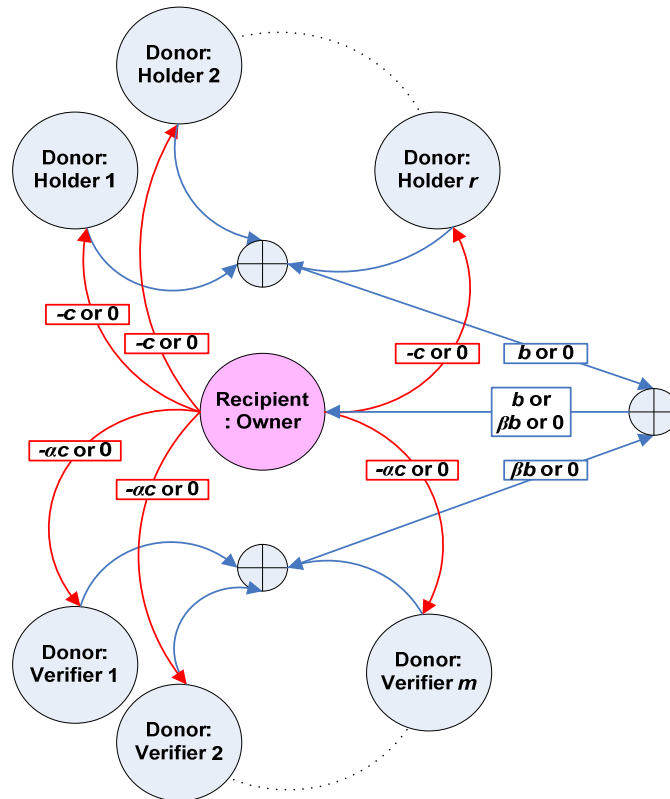 Donor:
Holder 2
Donor:
Holder 1
Donor:
Holder r
-c or 0
-c or 0
-c or 0
b or 0
Recipient
: Owner
b or
βb or 0
-αc or 0
-αc or 0
-αc or 0
βb or 0
Donor:
Verifier 1
Donor:
Verifier 2
Donor:
Verifier m